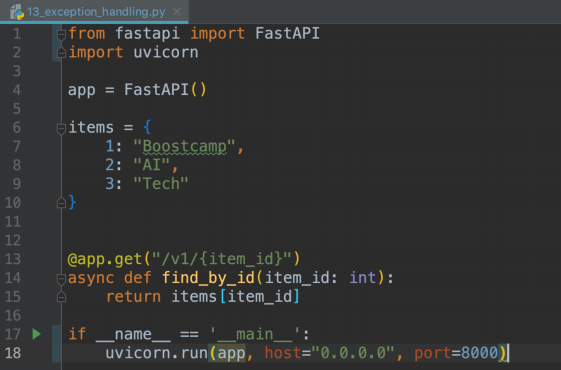 13_exception_handling.py
1 from fastapi import FastAPI
2 import uvicorn
3
4 app = FastAPI()
5
6 items = {
7     1: "Boostcamp",
8     2: "AI",
9     3: "Tech"
10 }
11
12
13 @app.get("/v1/{item_id}")
14 async def find_by_id(item_id: int):
15     return items[item_id]
16
17 if __name__ == '__main__':
18     uvicorn.run(app, host="0.0.0.0", port=8000)